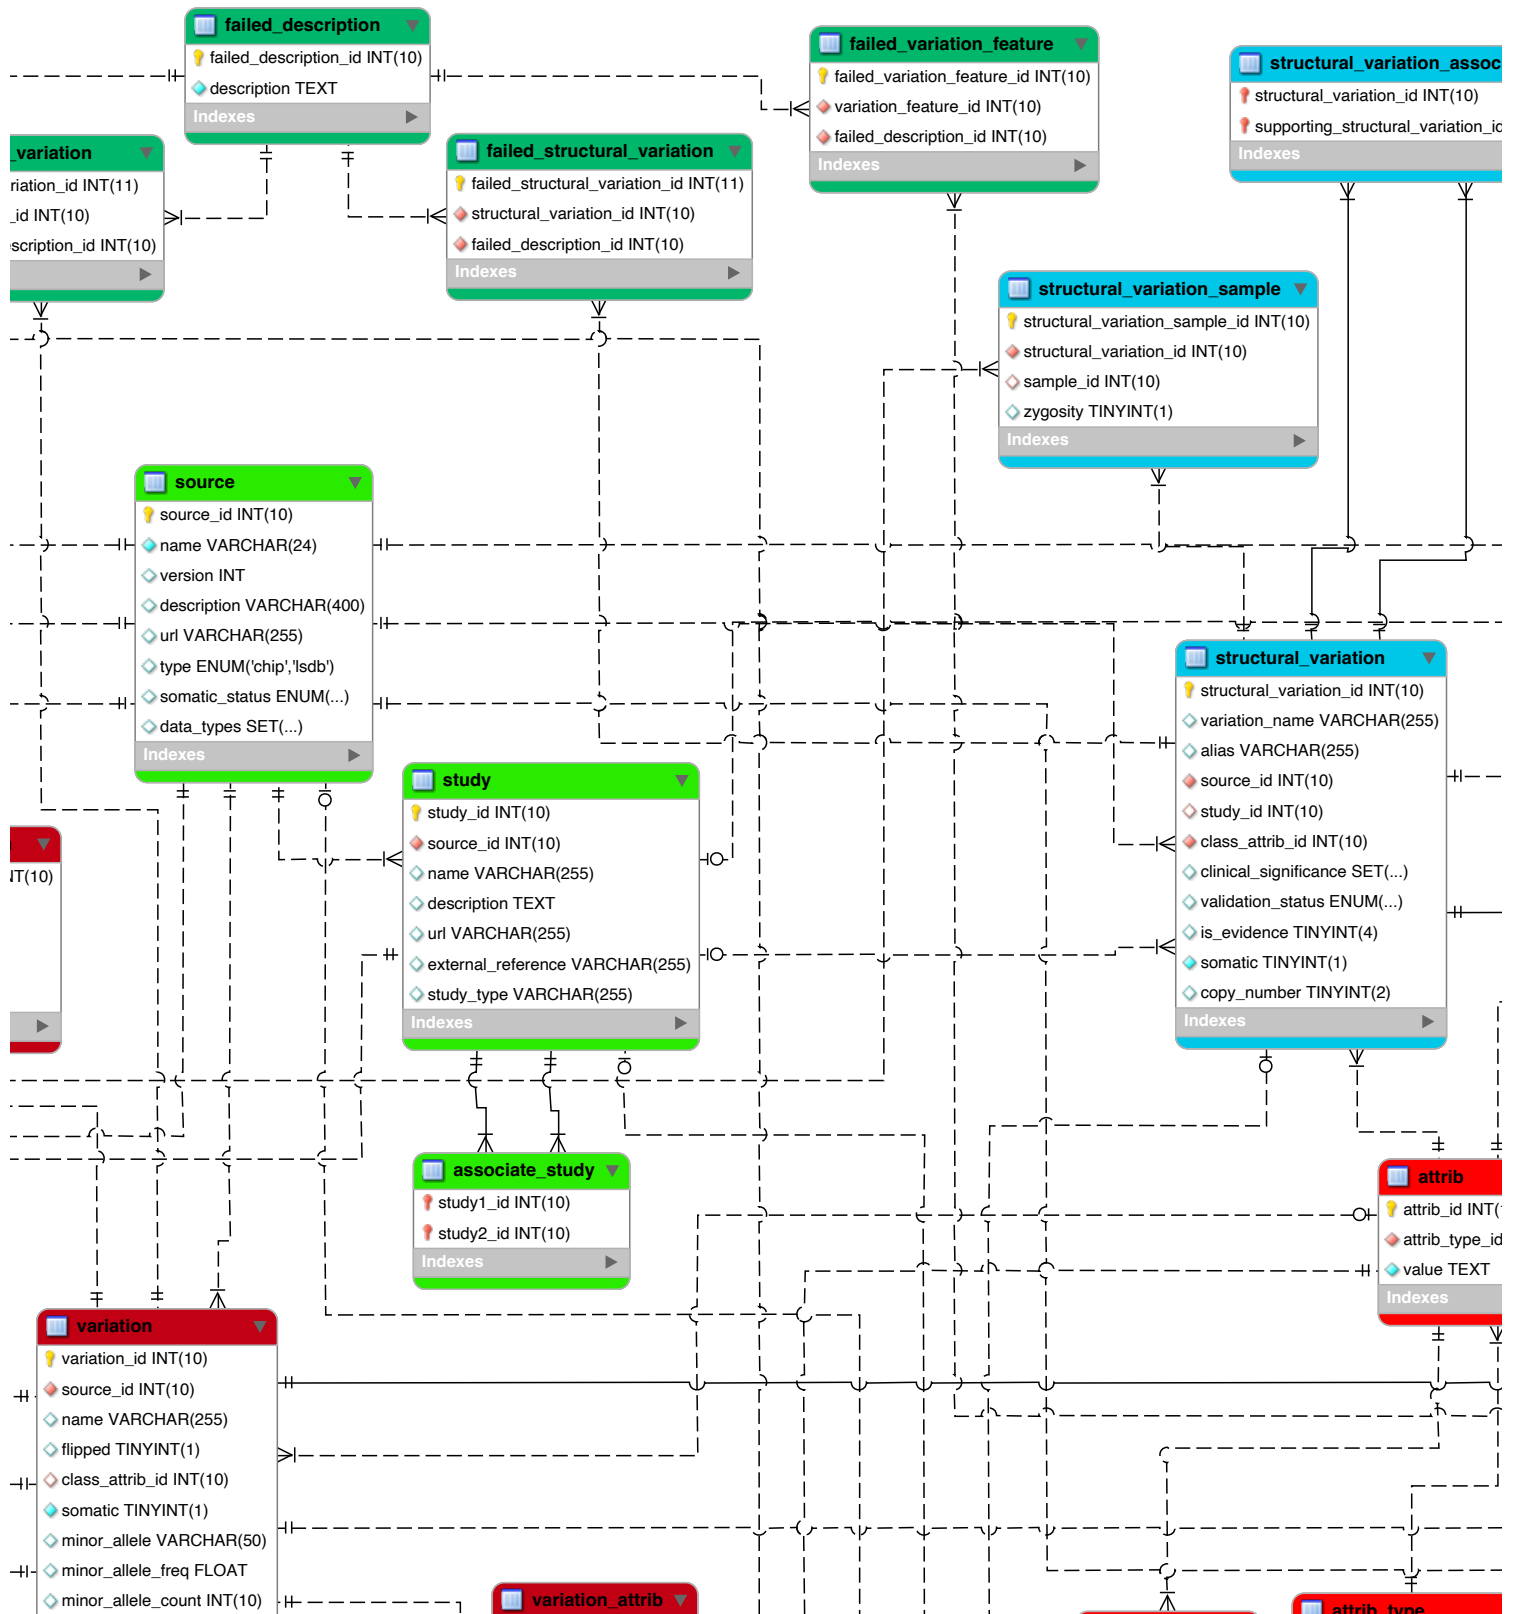 failed_description
failed_description_id INT(10)
description TEXT
Indexes
failed_variation_feature
failed_variation_feature_id INT(10)
variation_feature_id INT(10)
failed_description_id INT(10)
Indexes
structural_variation_assoc
structural_variation_id INT(10)
supporting_structural_variation_id
Indexes
_variation
riation_id INT(11)
_id INT(10)
escription_id INT(10)
failed_structural_variation
failed_structural_variation_id INT(11)
structural_variation_id INT(10)
failed_description_id INT(10)
Indexes
structural_variation_sample
structural_variation_sample_id INT(10)
structural_variation_id INT(10)
sample_id INT(10)
zygosity TINYINT(1)
Indexes
source
source_id INT(10)
name VARCHAR(24)
version INT
description VARCHAR(400)
url VARCHAR(255)
type ENUM('chip','lsdb')
somatic_status ENUM(...)
data_types SET(...)
Indexes
structural_variation
structural_variation_id INT(10)
variation_name VARCHAR(255)
alias VARCHAR(255)
source_id INT(10)
study_id INT(10)
class_attrib_id INT(10)
clinical_significance SET(...)
validation_status ENUM(...)
is_evidence TINYINT(4)
somatic TINYINT(1)
copy_number TINYINT(2)
Indexes
study
study_id INT(10)
source_id INT(10)
name VARCHAR(255)
description TEXT
url VARCHAR(255)
external_reference VARCHAR(255)
study_type VARCHAR(255)
Indexes
NT(10)
associate_study
study1_id INT(10)
study2_id INT(10)
Indexes
attrib
attrib_id INT(
attrib_type_id
value TEXT
Indexes
variation
variation_id INT(10)
source_id INT(10)
name VARCHAR(255)
flipped TINYINT(1)
class_attrib_id INT(10)
somatic TINYINT(1)
minor_allele VARCHAR(50)
minor_allele_freq FLOAT
minor_allele_count INT(10)
variation_attrib
attrib_type